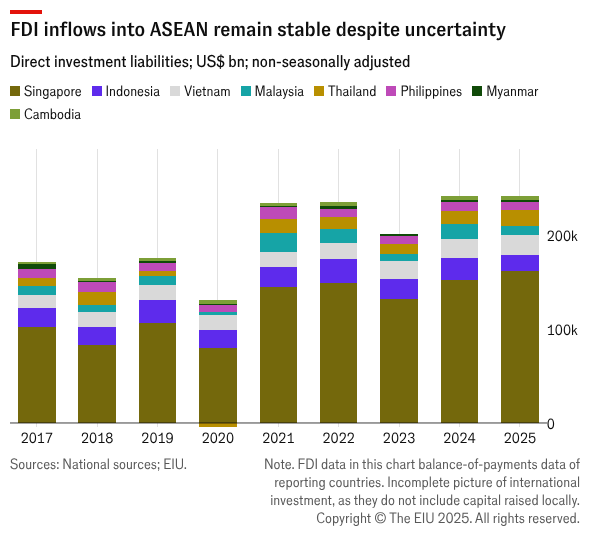 FDI inflows into ASEAN remain stable despite uncertainty
Direct investment liabilities; US$ bn; non-seasonally adjusted
Singapore Indonesia Vietnam Malaysia Thailand Philippines Myanmar
Cambodia
200k
100k
0
2017 2018 2019 2020 2021 2022 2023 2024 2025
Sources: National sources; EIU.
Note. FDI data in this chart balance-of-payments data of
reporting countries. Incomplete picture of international
investment, as they do not include capital raised locally.
Copyright © The EIU 2025. All rights reserved.